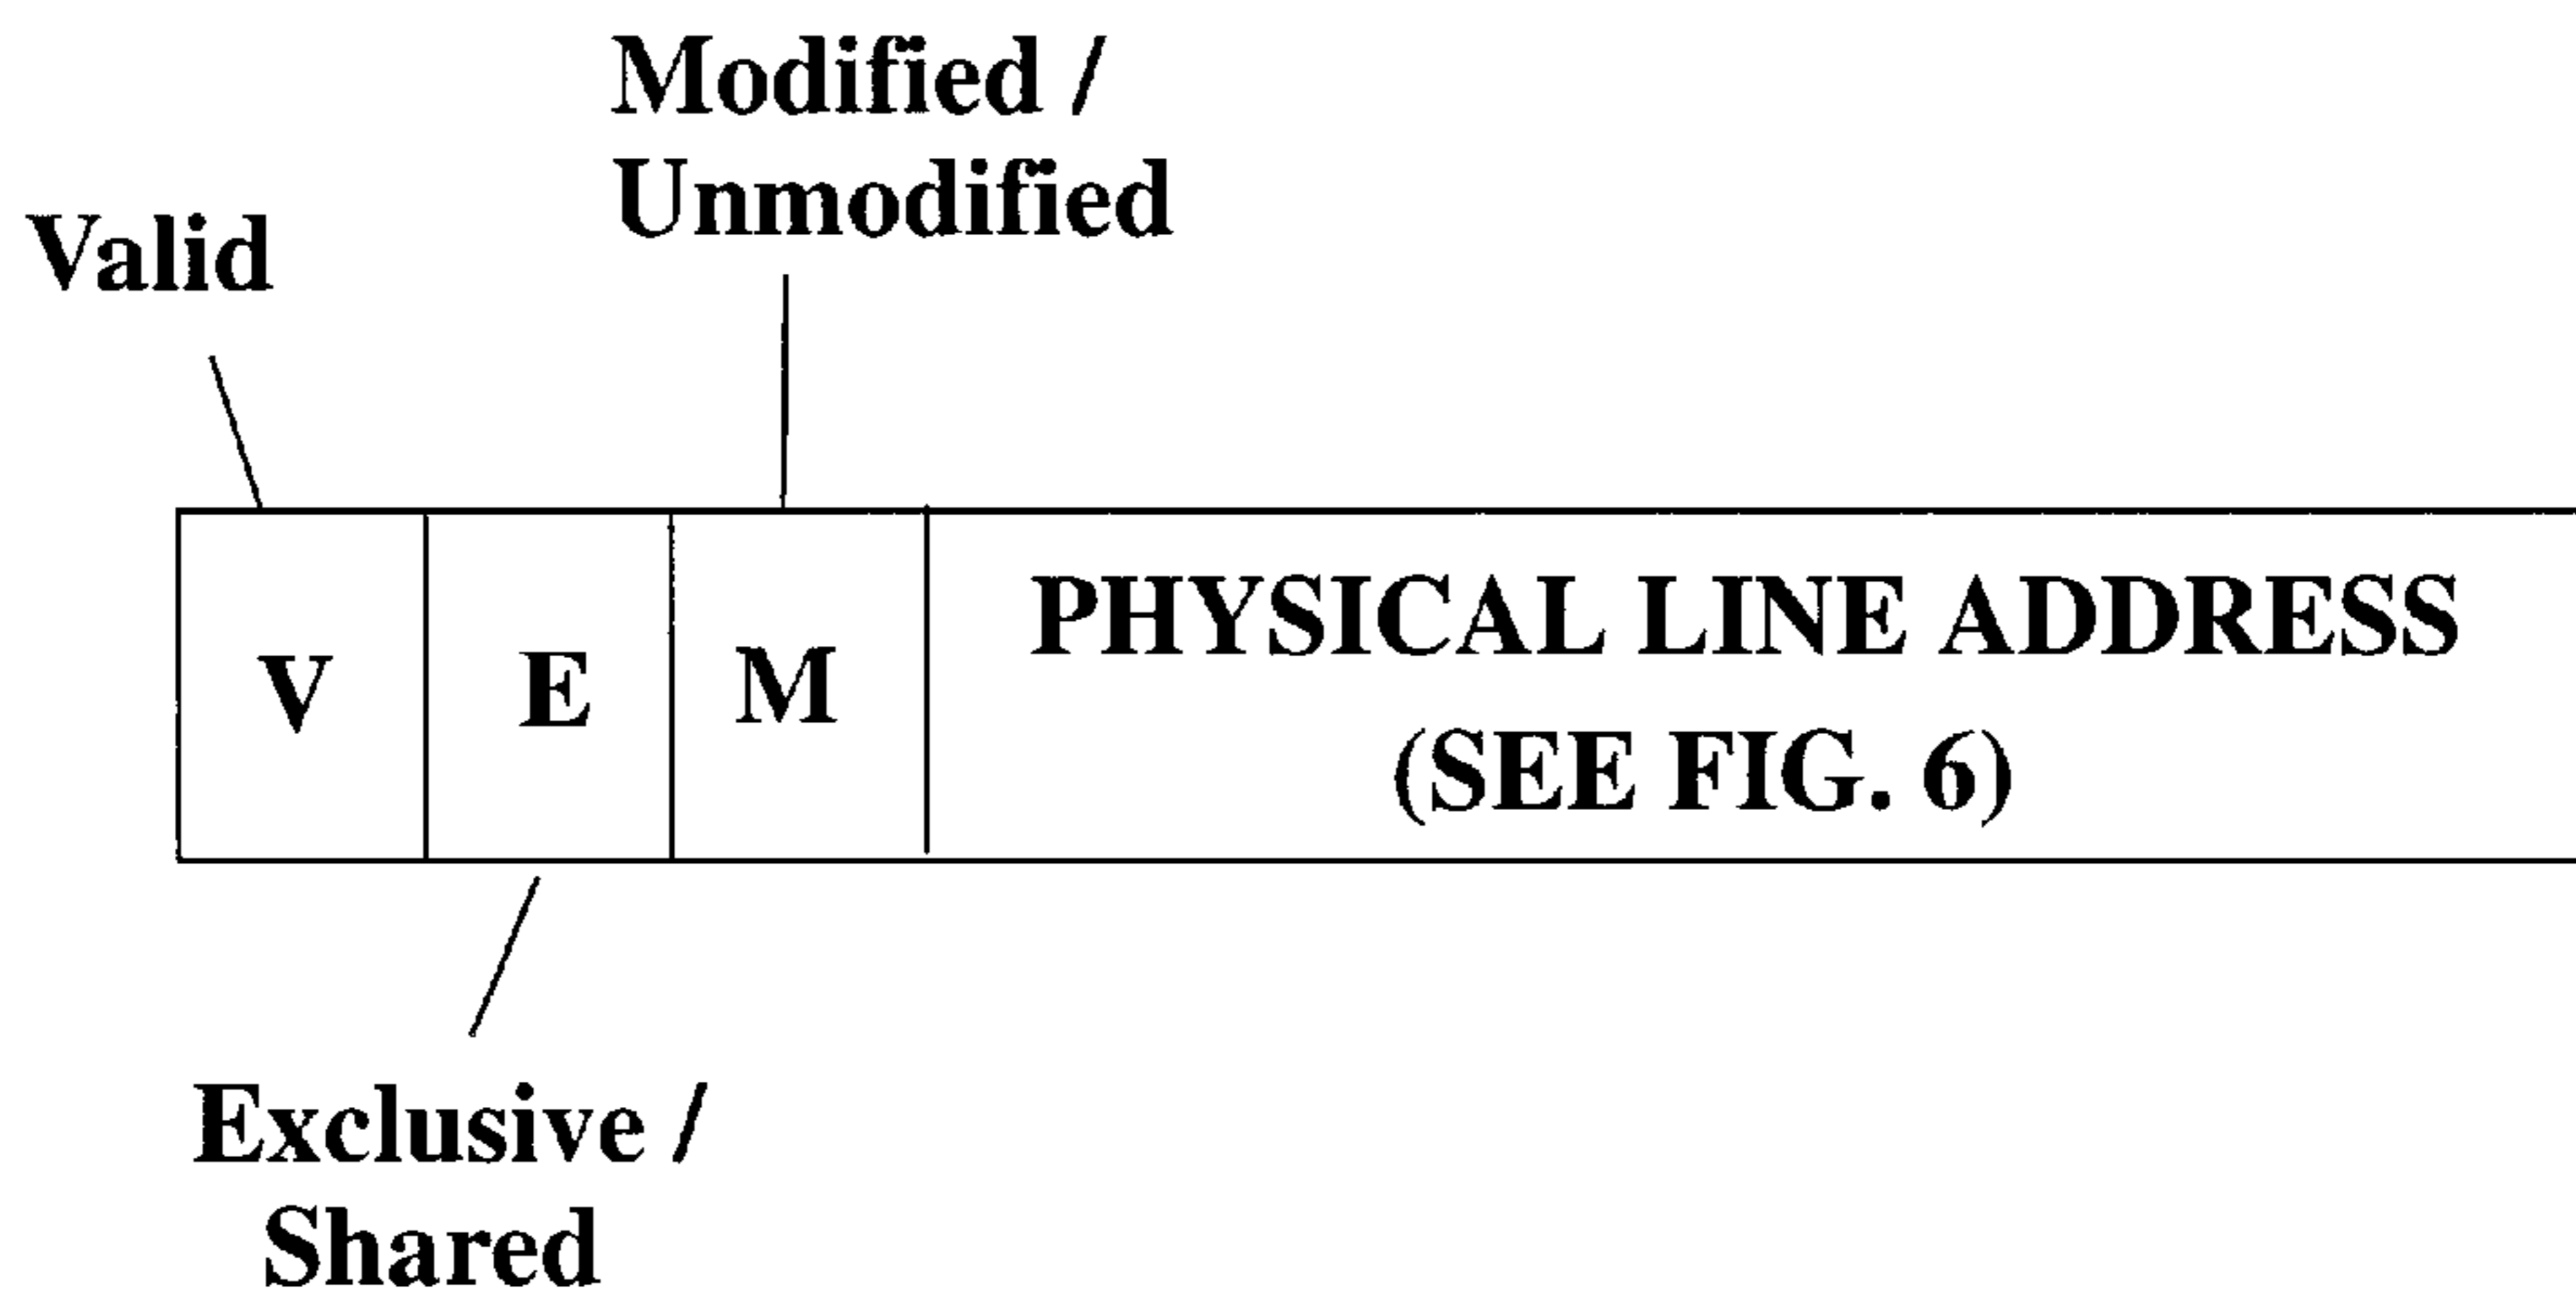 Modified /
Unmodified
Valid
V
E
M
PHYSICAL LINE ADDRESS
(SEE FIG. 6)
Exclusive /
Shared